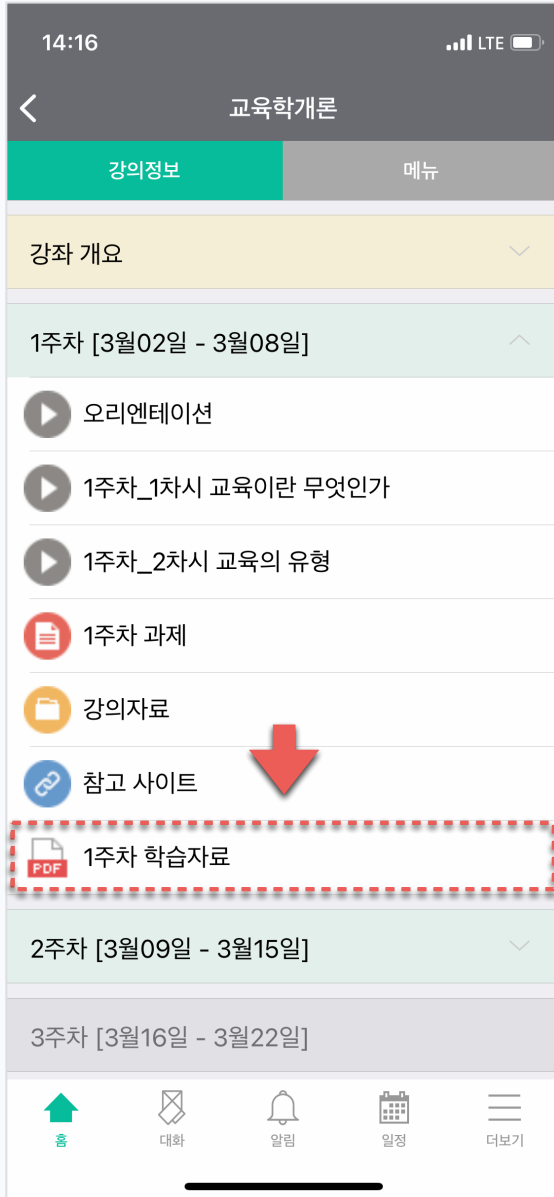 14:16
LTE
교육학개론
강의정보 메뉴
강좌 개요
1주차 [3월02일 - 3월08일]
오리엔테이션
1주차_1차시 교육이란 무엇인가
1주차_2차시 교육의 유형
1주차 과제
강의자료
참고 사이트
PDF 1주차 학습자료
2주차 [3월09일 - 3월15일]
3주차 [3월16일 - 3월22일]
홈 대화 알림 일정 더보기